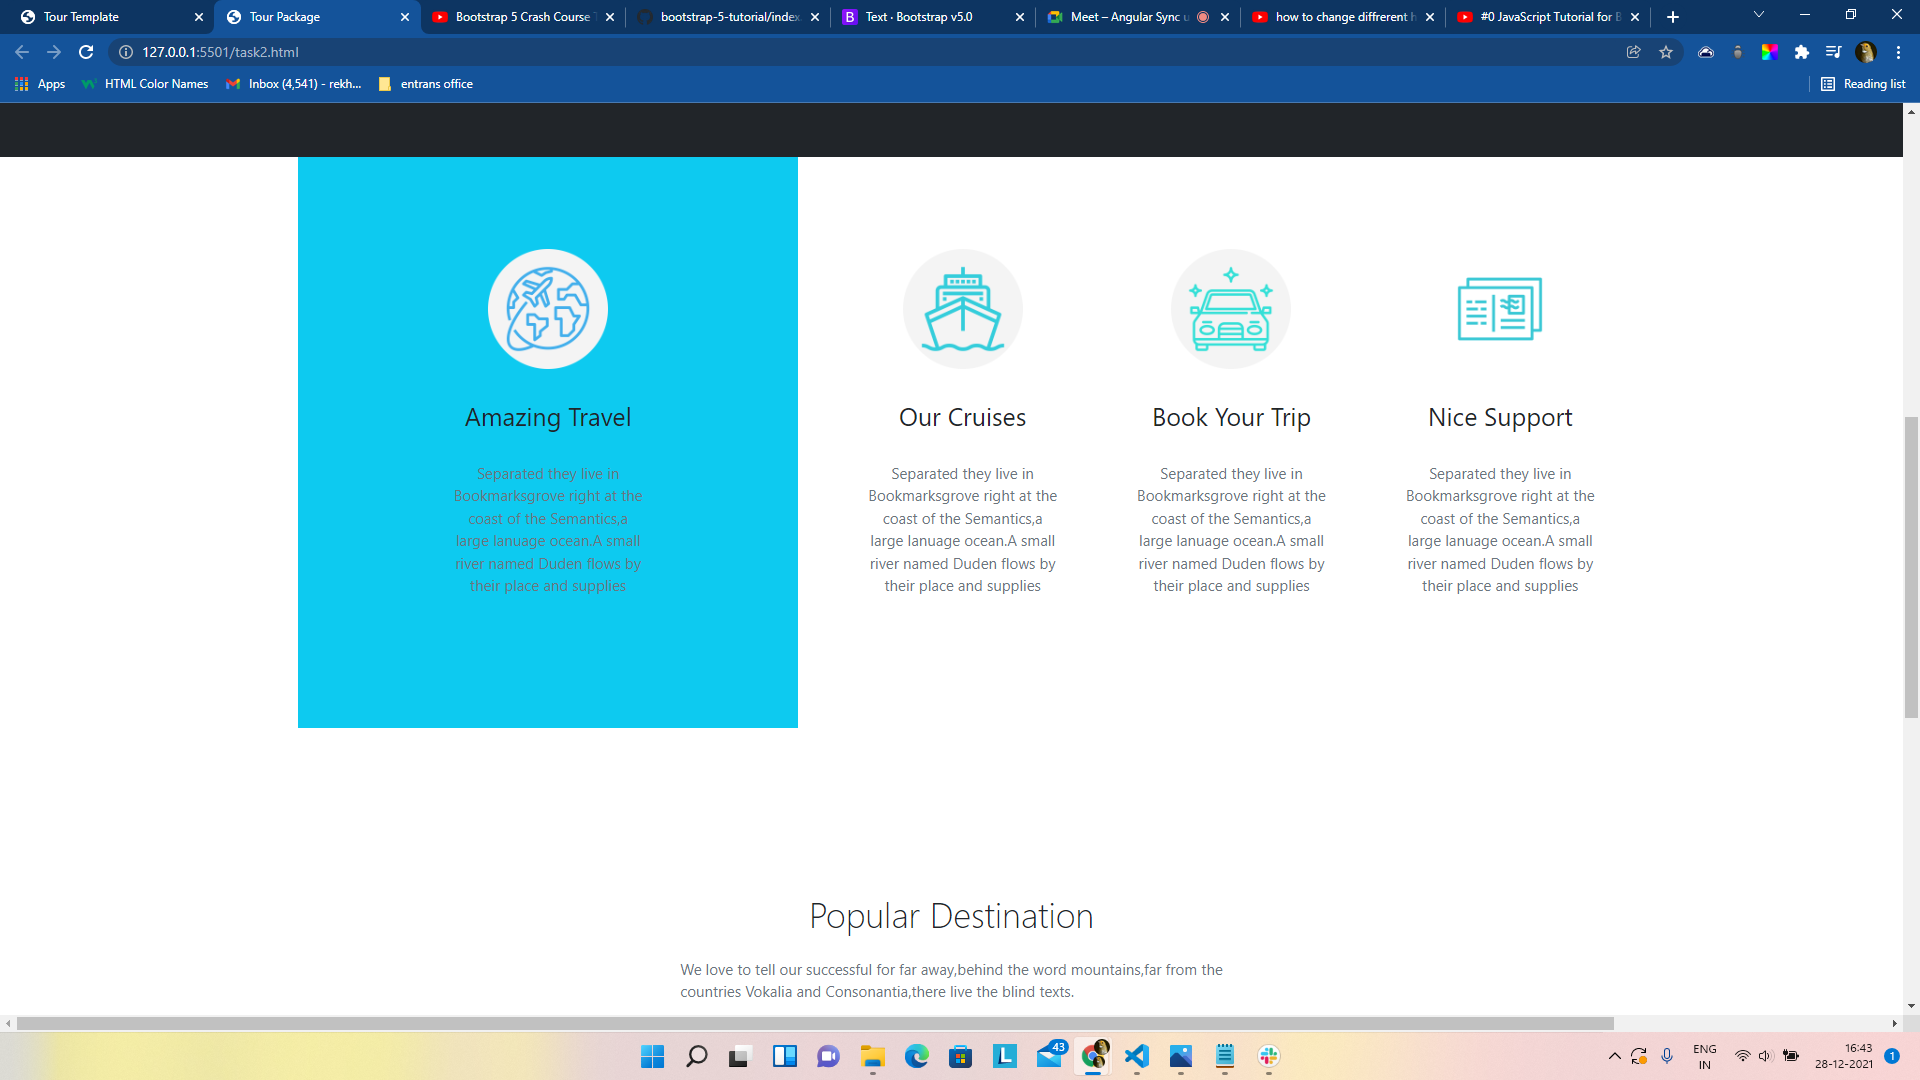 Tour Template
Tour Package
Bootstrap 5 Crash Course
bootstrap-5-tutorial/index.
Text · Bootstrap v5.0
Meet – Angular Sync u
how to change diffrerent h
#0 JavaScript Tutorial for B
127.0.0.1:5501/task2.html
Apps
HTML Color Names
Inbox (4,541) - rekh...
entrans office
Reading list
Amazing Travel
Separated they live in
Bookmarksgrove right at the
coast of the Semantics,a
large lanuage ocean.A small
river named Duden flows by
their place and supplies
Our Cruises
Separated they live in
Bookmarksgrove right at the
coast of the Semantics,a
large lanuage ocean.A small
river named Duden flows by
their place and supplies
Book Your Trip
Separated they live in
Bookmarksgrove right at the
coast of the Semantics,a
large lanuage ocean.A small
river named Duden flows by
their place and supplies
Nice Support
Separated they live in
Bookmarksgrove right at the
coast of the Semantics,a
large lanuage ocean.A small
river named Duden flows by
their place and supplies
Popular Destination
We love to tell our successful for far away,behind the word mountains,far from the
countries Vokalia and Consonantia,there live the blind texts.
43
ENG
IN
16:43
28-12-2021
1